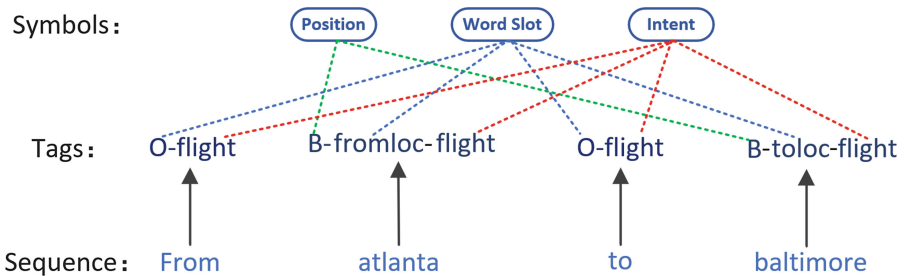 Symbols: Position Word Slot Intent
Tags: O-flight B-fromloc-flight O-flight B-toloc-flight
Sequence: From atlanta to baltimore